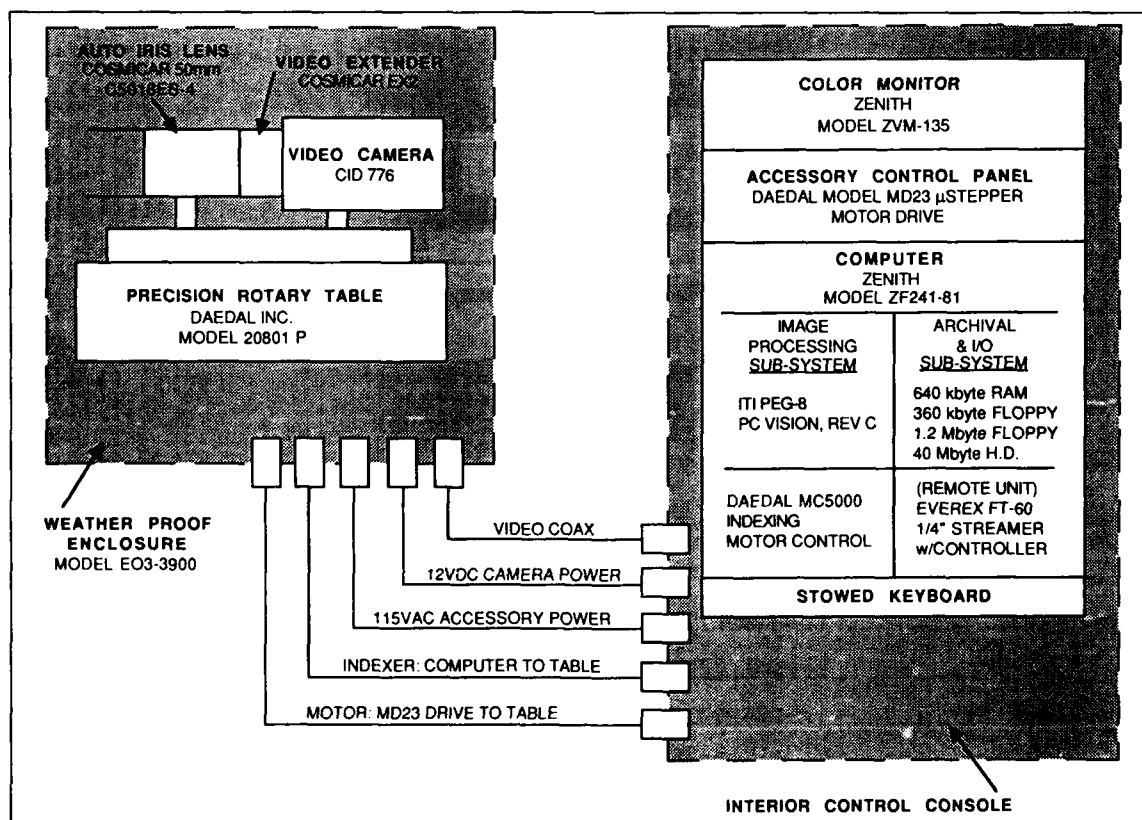 AUTO IRIS LENS
COSMICAR 50mm
C5018ES-4
VIDEO EXTENDER
COSMICAR EX2
VIDEO CAMERA
CID 776
PRECISION ROTARY TABLE
DAEDAL INC.
MODEL 20801 P
WEATHER PROOF
ENCLOSURE
MODEL EO3-3900
VIDEO COAX
12VDC CAMERA POWER
115VAC ACCESSORY POWER
INDEXER: COMPUTER TO TABLE
MOTOR: MD23 DRIVE TO TABLE
COLOR MONITOR
ZENITH
MODEL ZVM-135
ACCESSORY CONTROL PANEL
DAEDAL MODEL MD23 µSTEPPER
MOTOR DRIVE
COMPUTER
ZENITH
MODEL ZF241-81
IMAGE
PROCESSING
SUB-SYSTEM
ITI PEG-8
PC VISION, REV C
ARCHIVAL
& I/O
SUB-SYSTEM
640 kbyte RAM
360 kbyte FLOPPY
1.2 Mbyte FLOPPY
40 Mbyte H.D.
DAEDAL MC5000
INDEXING
MOTOR CONTROL
(REMOTE UNIT)
EVEREX FT-60
1/4" STREAMER
w/CONTROLLER
STOWED KEYBOARD
INTERIOR CONTROL CONSOLE